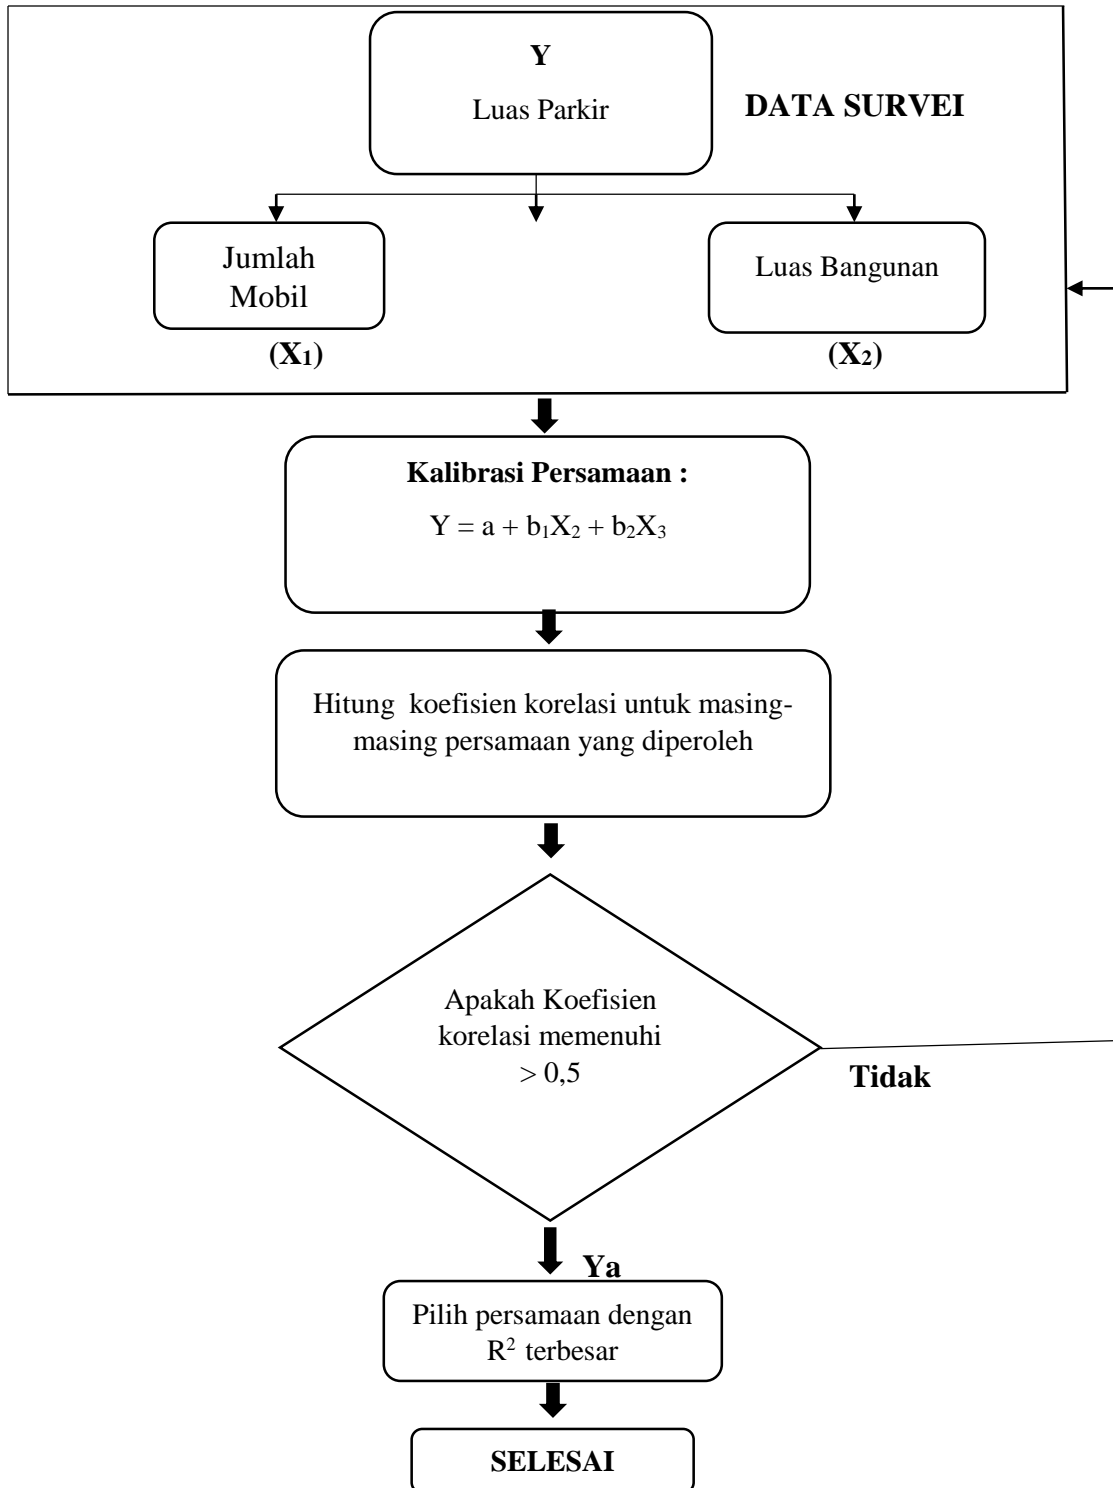 Y
Luas Parkir
DATA SURVEI
Jumlah
Mobil
Luas Bangunan
(X₁)
(X₂)
Kalibrasi Persamaan :
Y = a + b₁X₂ + b₂X₃
Hitung koefisien korelasi untuk masing-
masing persamaan yang diperoleh
Apakah Koefisien
korelasi memenuhi
> 0,5
Tidak
Ya
Pilih persamaan dengan
R² terbesar
SELESAI